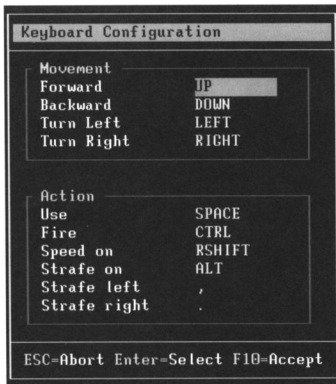 Keyboard Configuration
Movement
Forward UP
Backward DOWN
Turn Left LEFT
Turn Right RIGHT
Action
Use SPACE
Fire CTRL
Speed on RSHIFT
Strafe on ALT
Strafe left ,
Strafe right .
ESC=Abort Enter=Select F10=Accept